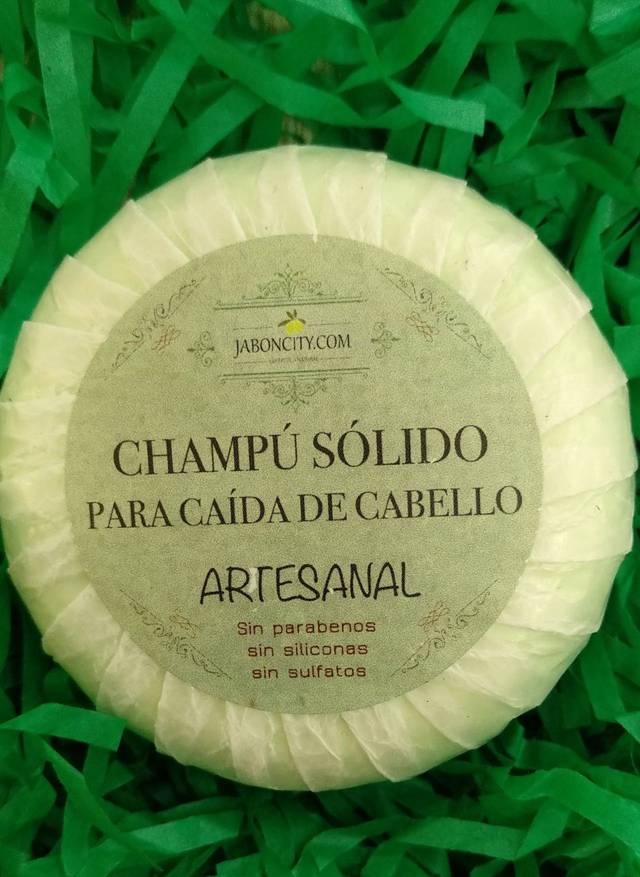 JABONCITY.COM
CHAMPÚ SÓLIDO
PARA CAÍDA DE CABELLO
ARTESANAL
Sin parabenos
sin siliconas
sin sulfatos